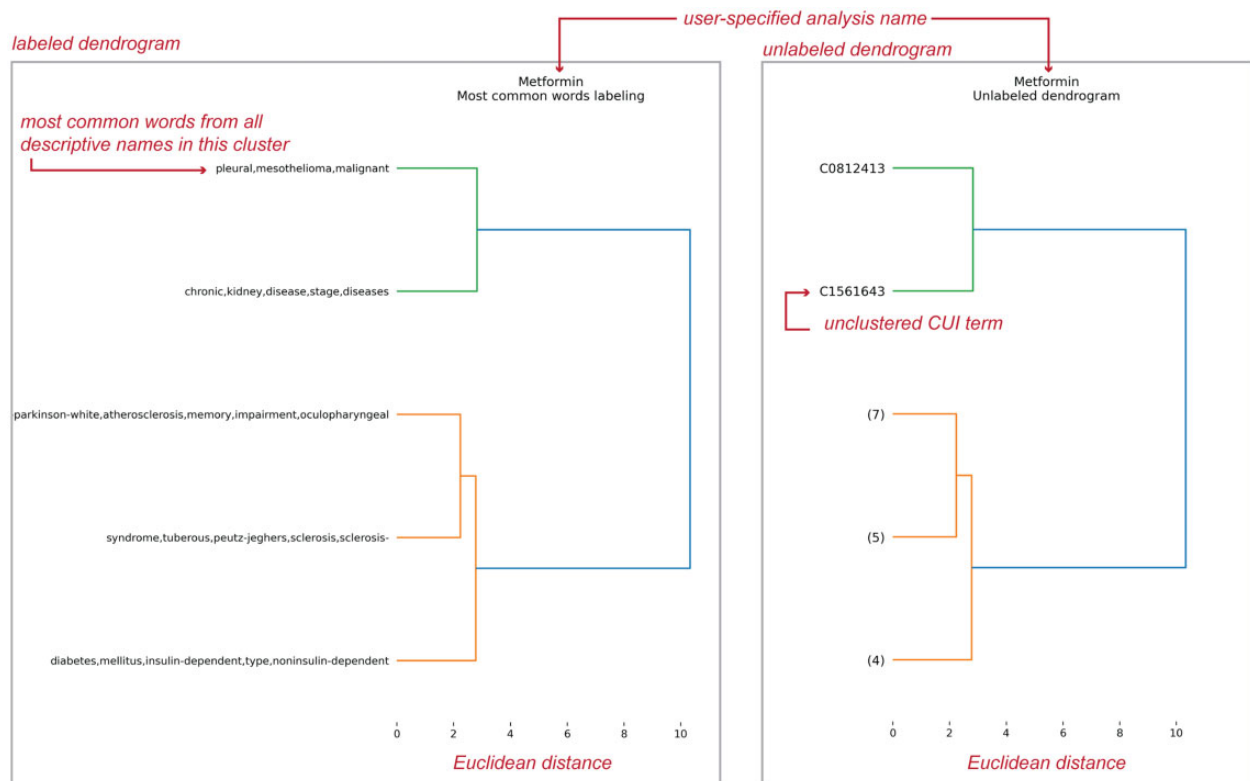 user-specified analysis name
labeled dendrogram
unlabeled dendrogram
Metformin
Most common words labeling
Metformin
Unlabeled dendrogram
most common words from all
descriptive names in this cluster
pleural,mesothelioma,malignant
C0812413
chronic,kidney,disease,stage,diseases
C1561643
unclustered CUI term
-parkinson-white,atherosclerosis,memory,impairment,oculopharyngeal
(7)
syndrome,tuberous,peutz-jeghers,sclerosis,sclerosis-
(5)
diabetes,mellitus,insulin-dependent,type,noninsulin-dependent
(4)
0 2 4 6 8 10
0 2 4 6 8 10
Euclidean distance
Euclidean distance